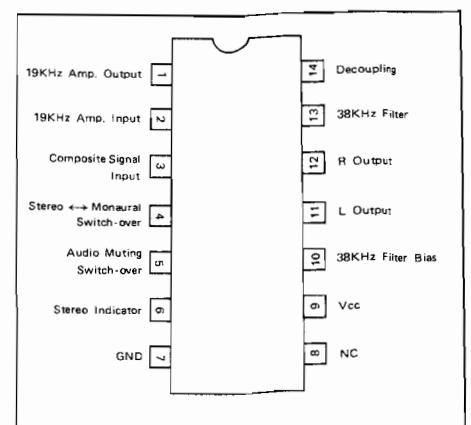 19KHz Amp. Output 1
14 Decoupling
19KHz Amp. Input 2
13 38KHz Filter
Composite Signal
Input
3
12 R Output
Stereo ↔ Monaural
Switch-over
4
11 L Output
Audio Muting
Switch-over
5
10 38KHz Filter Bias
Stereo Indicator 6
9 Vcc
GND 7
8 NC